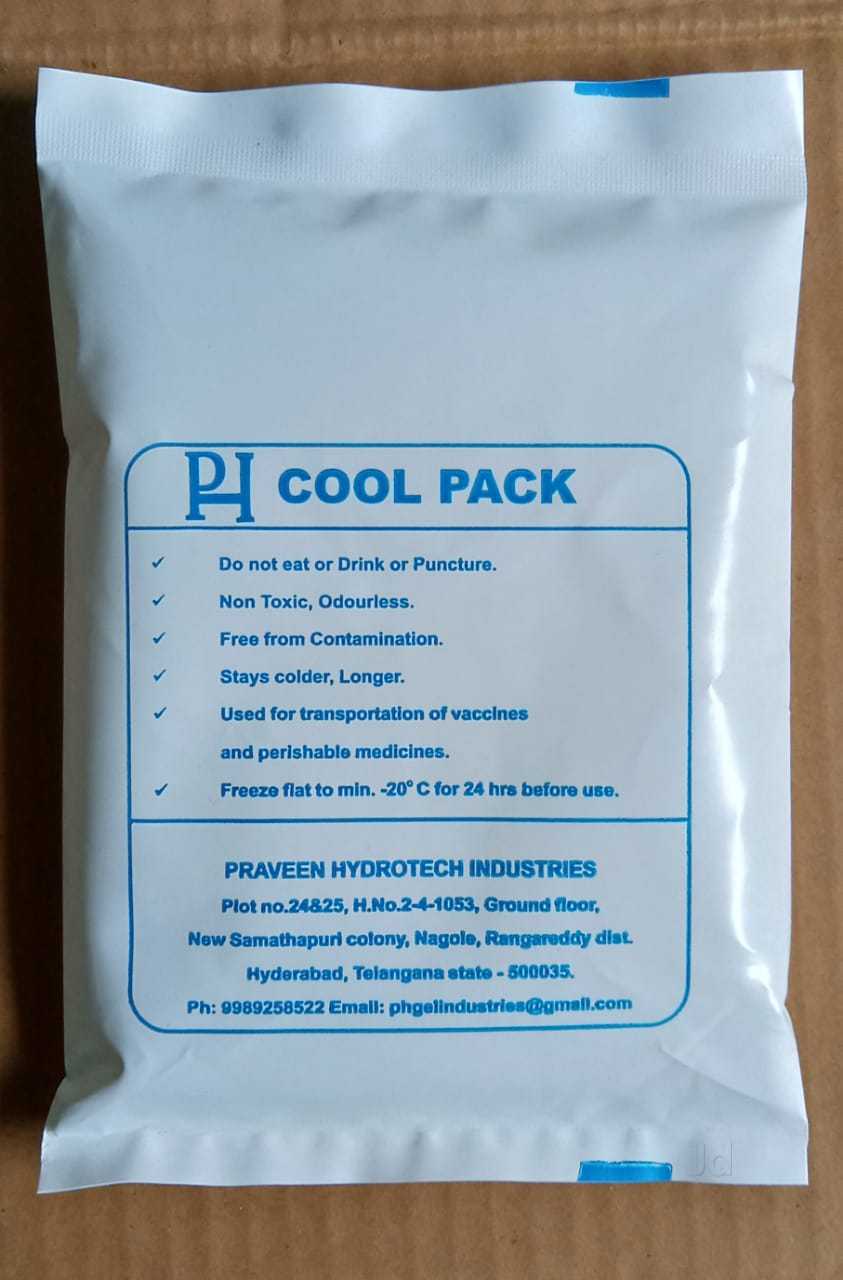 PH COOL PACK
✓ Do not eat or Drink or Puncture.
✓ Non Toxic, Odourless.
✓ Free from Contamination.
✓ Stays colder, Longer.
✓ Used for transportation of vaccines
and perishable medicines.
✓ Freeze flat to min. -20° C for 24 hrs before use.
PRAVEEN HYDROTECH INDUSTRIES
Plot no.24&25, H.No.2-4-1053, Ground floor,
New Samathapuri colony, Nagole, Rangareddy dist.
Hyderabad, Telangana state - 500035.
Ph: 9989258522 Email: phgelindustries@gmail.com
Jd